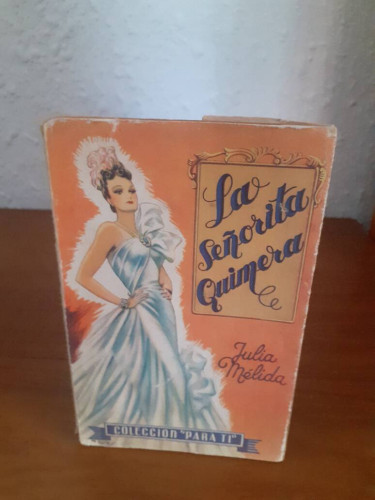 La
Señorita
Quimera
Julia
Mélida
COLECCION "PARA TI"